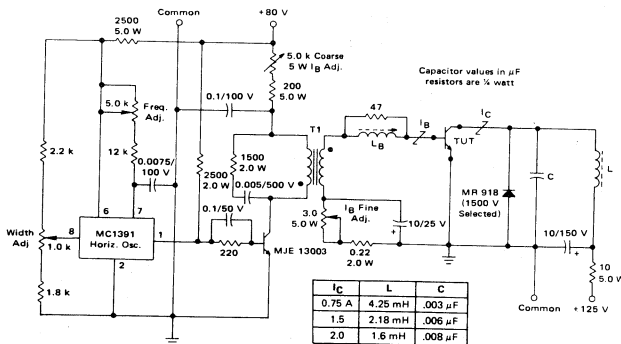 Common
+80 V
2500
5.0 W
5.0 k Coarse
5 W I_B Adj.
200
5.0 W
Capacitor values in μF
resistors are ¼ watt
0.1/100 V
5.0 k
Freq.
Adj.
47
T1
L_B
I_B
I_C
TUT
2.2 k
12 k
0.0075/
100 V
2500
2.0 W
1500
2.0 W
0.005/500 V
C
L
MR 918
(1500 V
Selected)
6
7
0.1/50 V
3.0
5.0 W
I_B Fine
Adj.
10/25 V
+
10/150 V
+
Width
Adj.
8
1.0 k
MC1391
Horiz. Osc.
1
2
220
MJE 13003
0.22
2.0 W
10
5.0 W
1.8 k
Common
+125 V
I_C L C
0.75 A 4.25 mH .003 μF
1.5 2.18 mH .006 μF
2.0 1.6 mH .008 μF